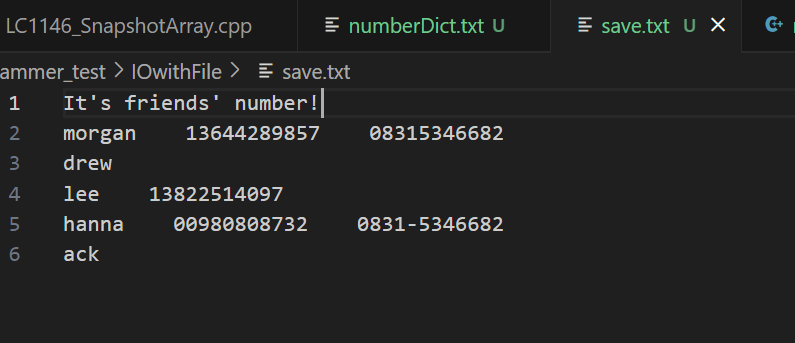 LC1146_SnapshotArray.cpp numberDict.txt U save.txt U
ammer_test > IOwithFile > save.txt
1 It's friends' number!
2 morgan 13644289857 08315346682
3 drew
4 lee 13822514097
5 hanna 00980808732 0831-5346682
6 ack